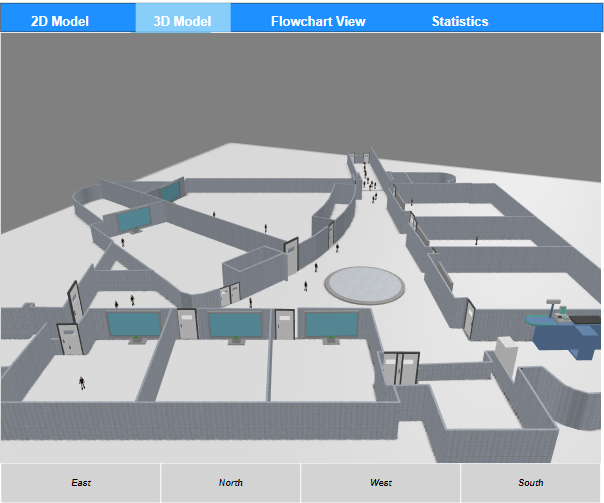 2D Model 3D Model Flowchart View Statistics
East North West South